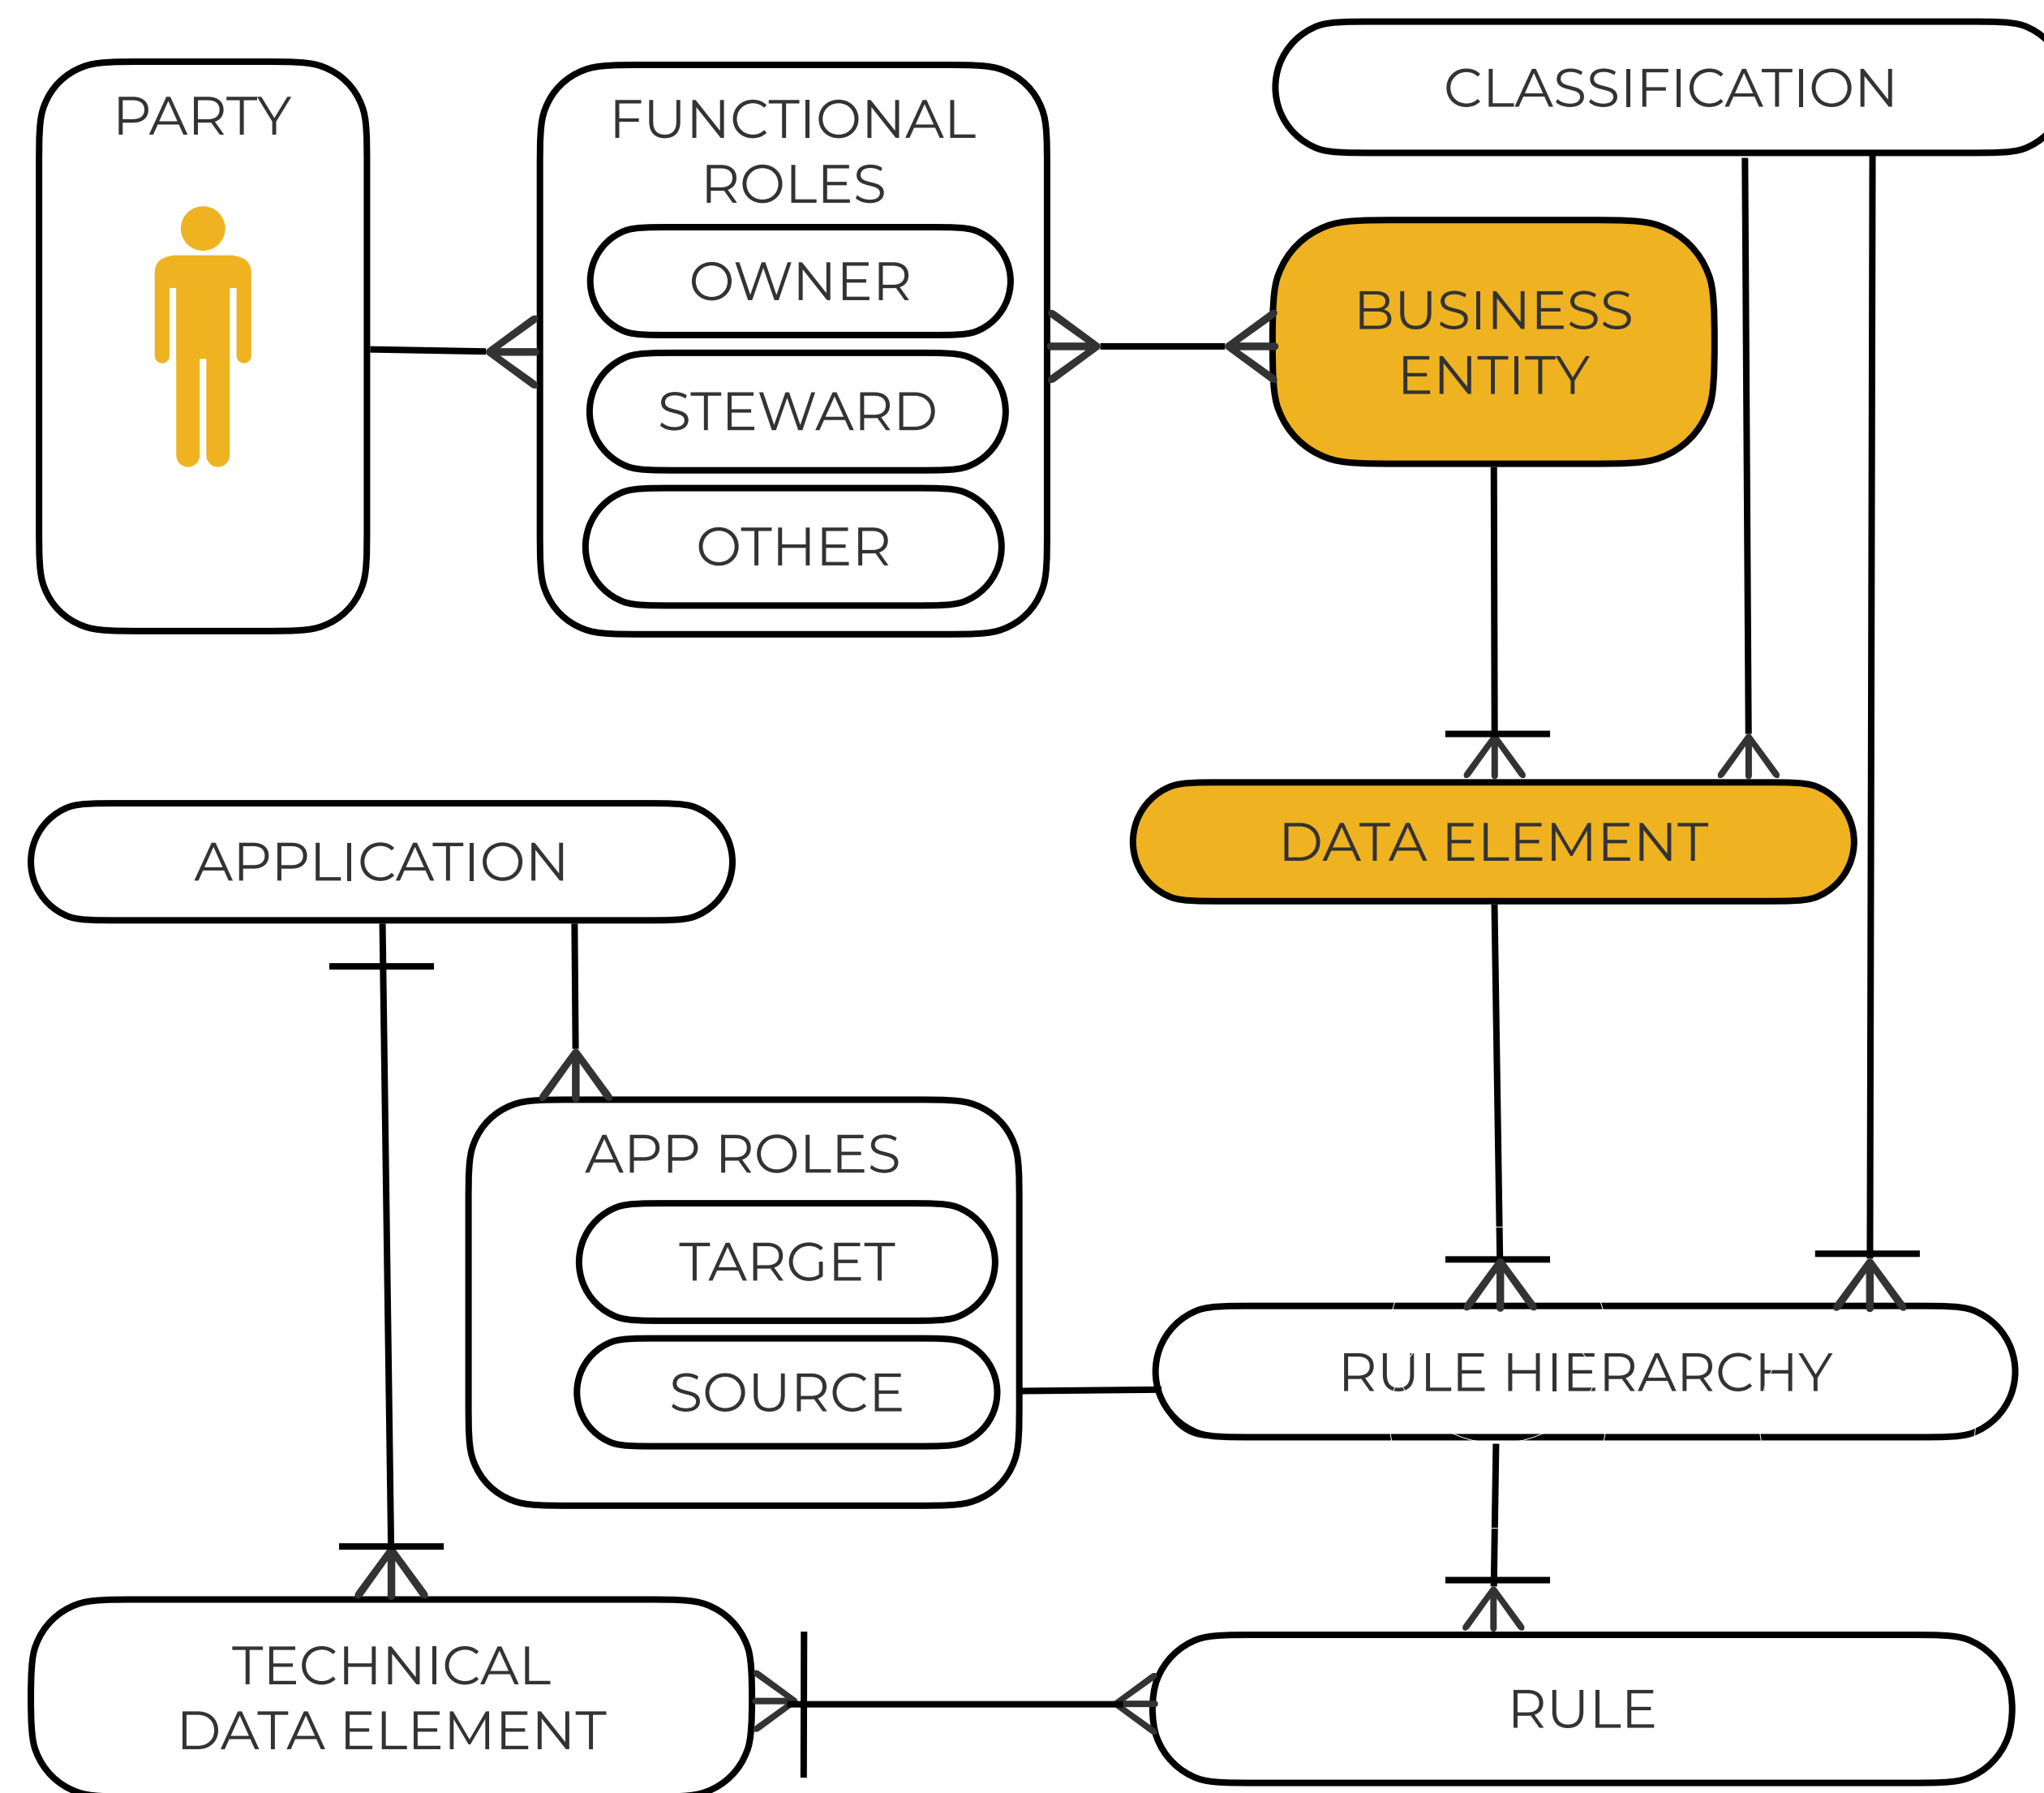 PARTY
FUNCTIONAL
ROLES
OWNER
STEWARD
OTHER
CLASSIFICATION
BUSINESS
ENTITY
DATA ELEMENT
APPLICATION
APP ROLES
TARGET
SOURCE
RULE HIERARCHY
TECHNICAL
DATA ELEMENT
RULE